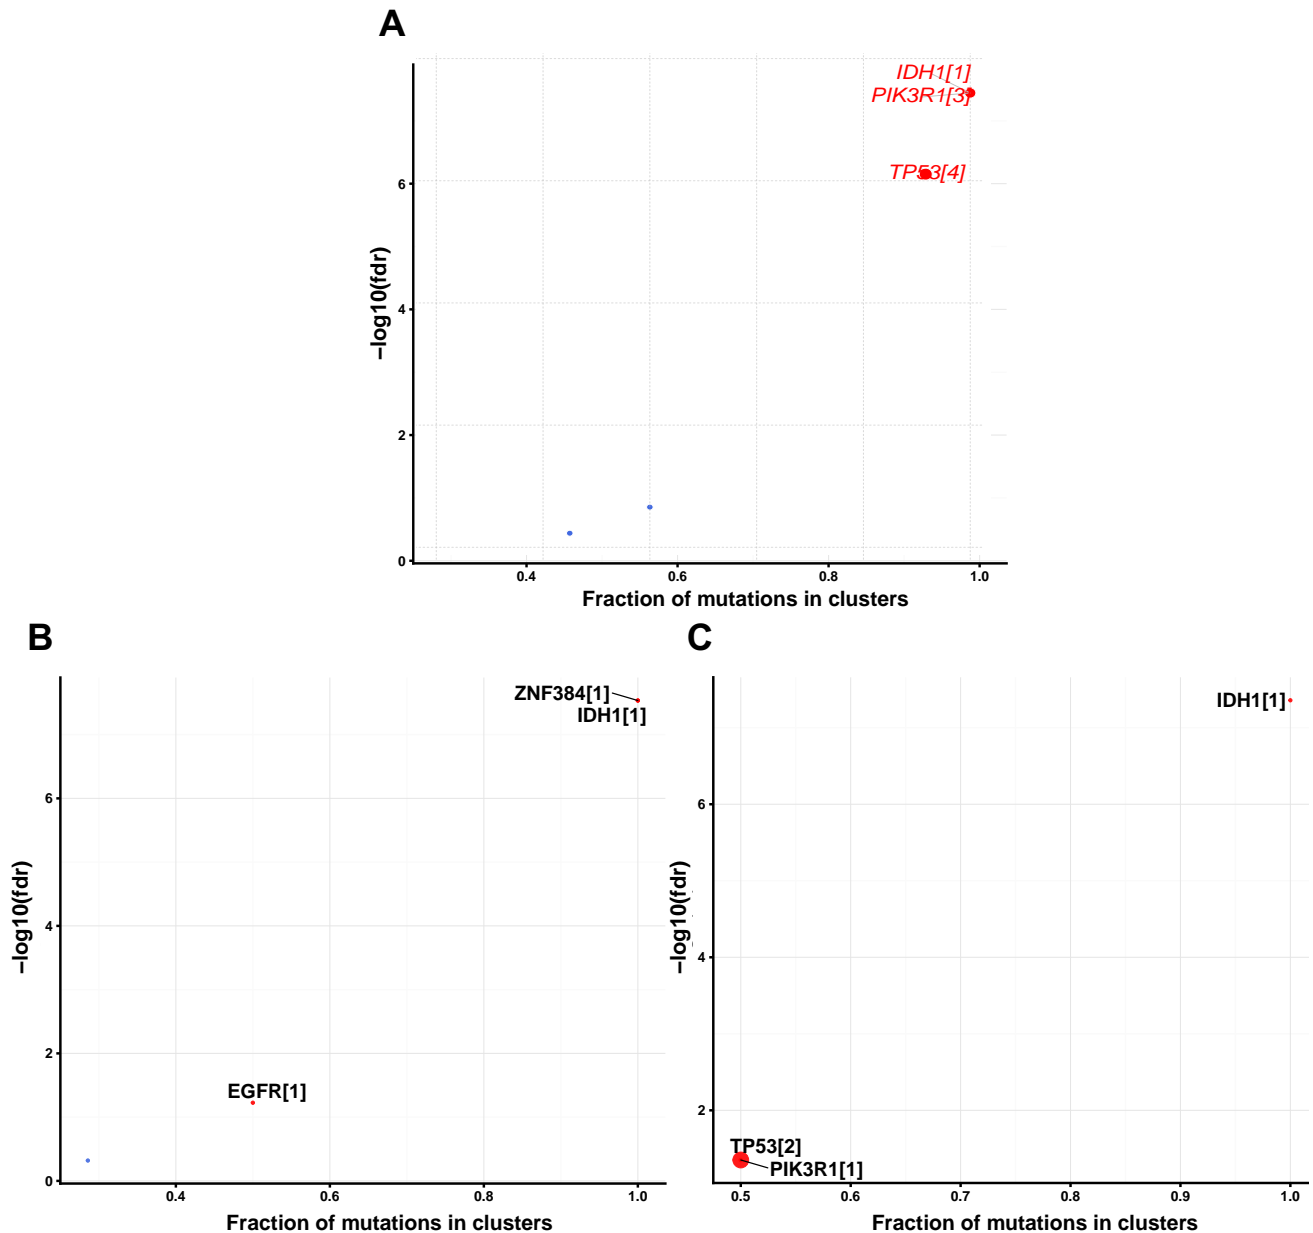 A
IDH1[1]
PIK3R1[3]
TP53[4]
6
4
2
0
−log10(fdr)
0.4 0.6 0.8 1.0
Fraction of mutations in clusters
B
ZNF384[1]
IDH1[1]
EGFR[1]
6
4
2
0
−log10(fdr)
0.4 0.6 0.8 1.0
Fraction of mutations in clusters
C
IDH1[1]
TP53[2]
PIK3R1[1]
6
4
2
−log10(fdr)
0.5 0.6 0.7 0.8 0.9 1.0
Fraction of mutations in clusters